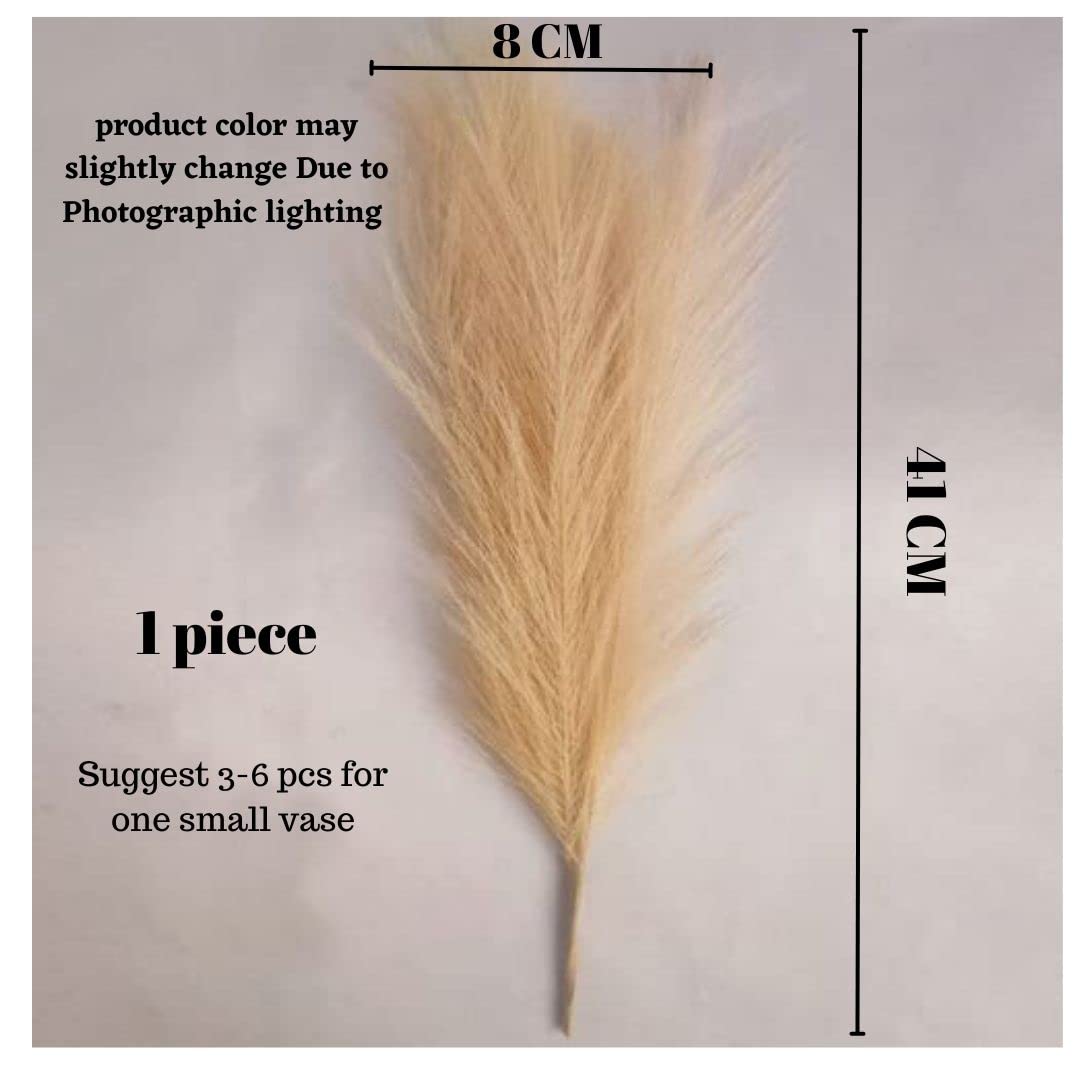 8 CM
product color may
slightly change Due to
Photographic lighting
41 CM
1 piece
Suggest 3-6 pcs for
one small vase